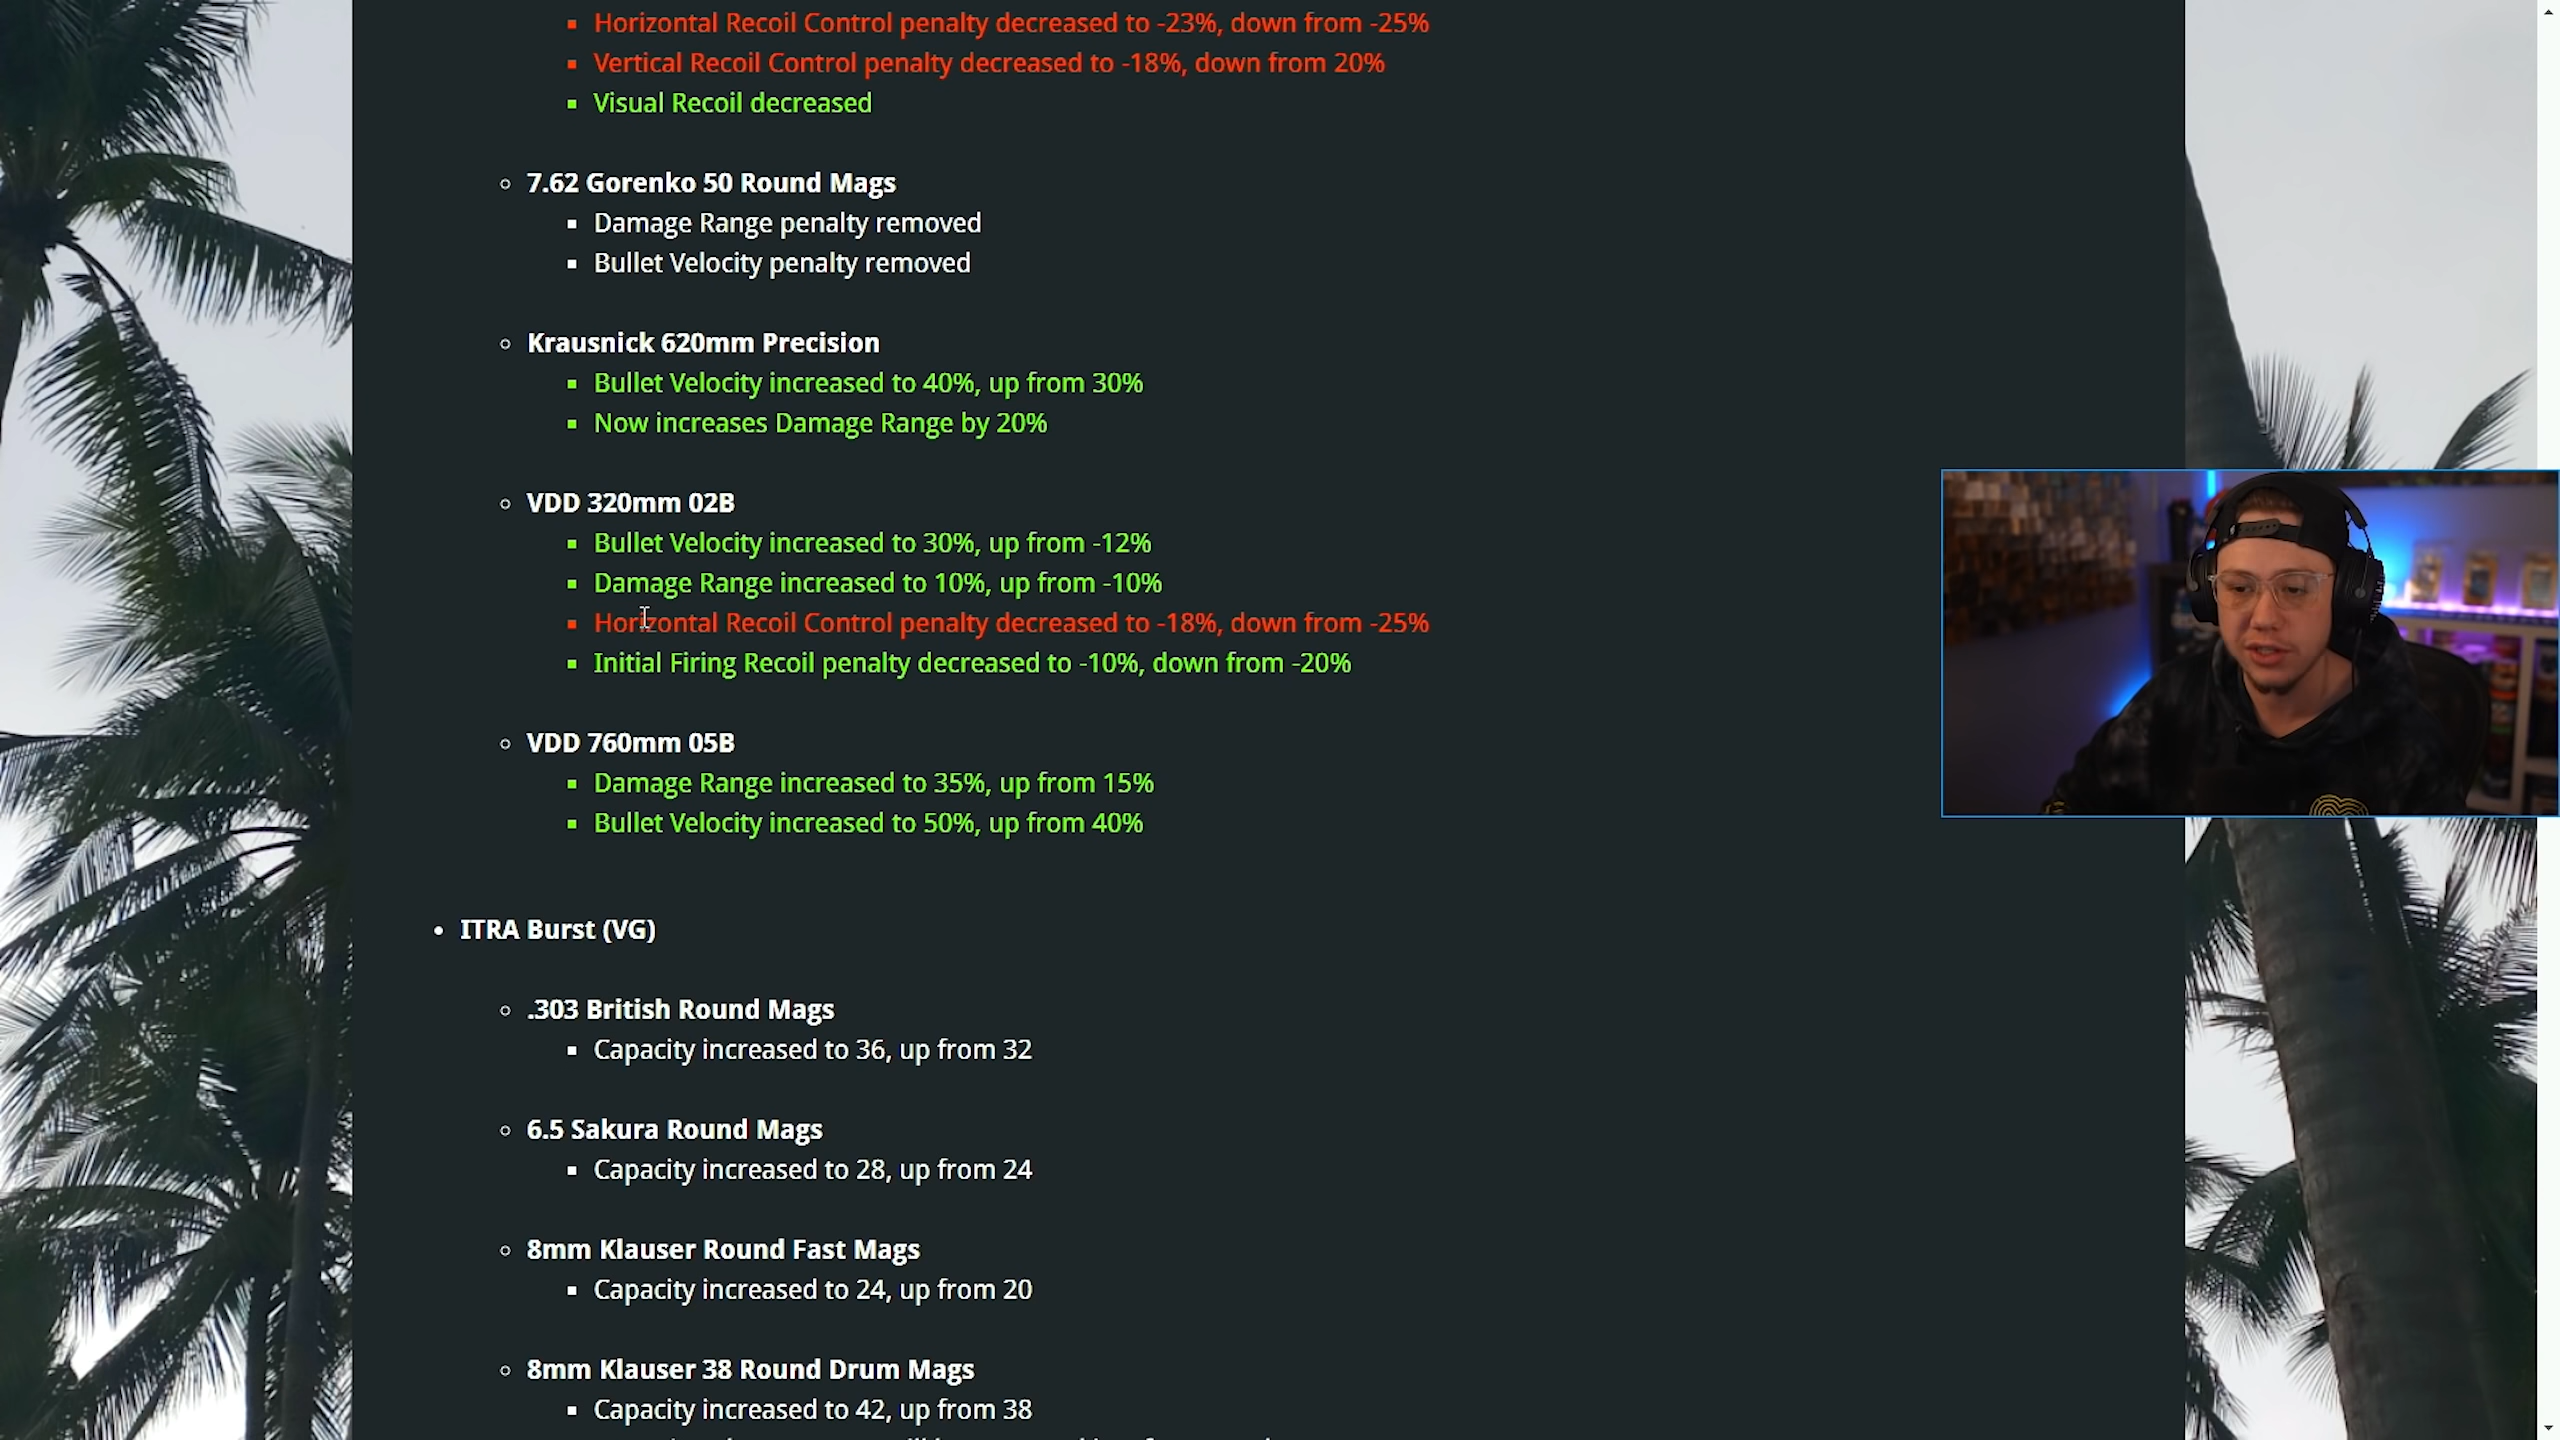 Horizontal Recoil Control penalty decreased to -23%, down from -25%
Vertical Recoil Control penalty decreased to -18%, down from 20%
Visual Recoil decreased
7.62 Gorenko 50 Round Mags
Damage Range penalty removed
Bullet Velocity penalty removed
Krausnick 620mm Precision
Bullet Velocity increased to 40%, up from 30%
Now increases Damage Range by 20%
VDD 320mm 02B
Bullet Velocity increased to 30%, up from -12%
Damage Range increased to 10%, up from -10%
Horizontal Recoil Control penalty decreased to -18%, down from -25%
Initial Firing Recoil penalty decreased to -10%, down from -20%
VDD 760mm 05B
Damage Range increased to 35%, up from 15%
Bullet Velocity increased to 50%, up from 40%
ITRA Burst (VG)
.303 British Round Mags
Capacity increased to 36, up from 32
6.5 Sakura Round Mags
Capacity increased to 28, up from 24
8mm Klauser Round Fast Mags
Capacity increased to 24, up from 20
8mm Klauser 38 Round Drum Mags
Capacity increased to 42, up from 38